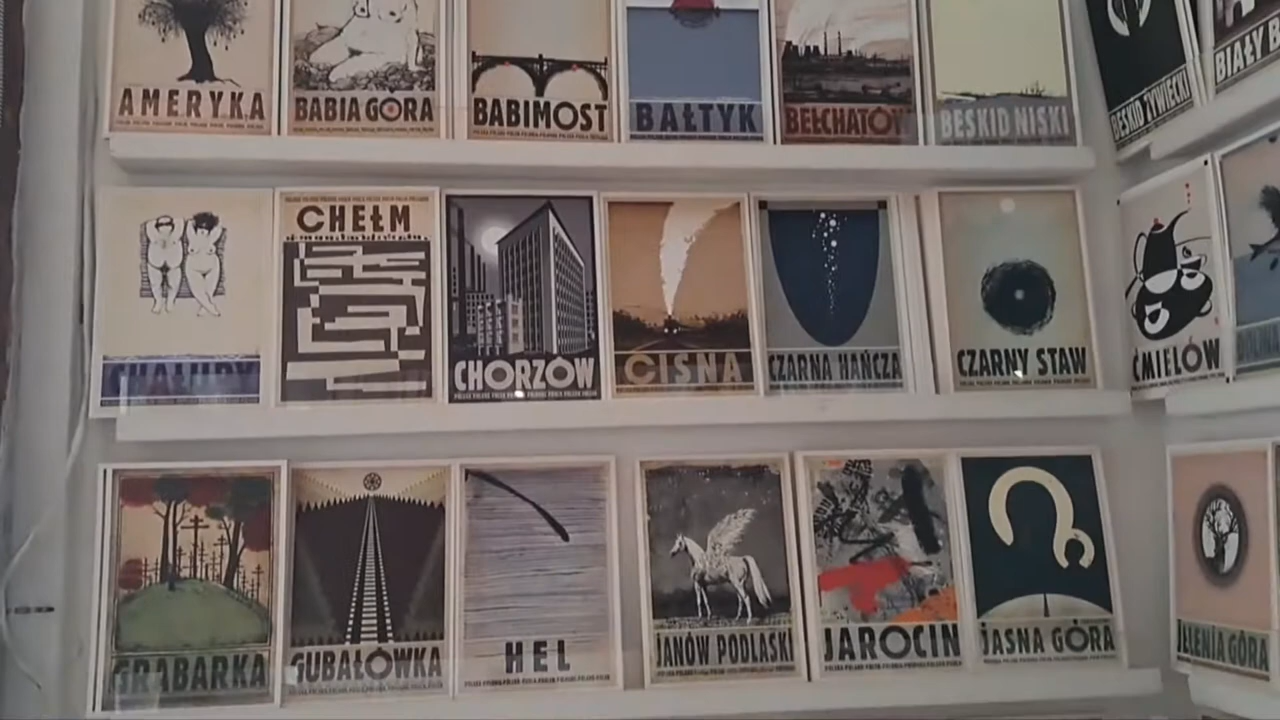 AMERYKA
BABIA GÓRA
BABIMOST
BAŁTYK
BEŁCHATÓW
BESKID NISKI
BESKID ŻYWIECKI
BIAŁY
CHAŁUPY
CHEŁM
CHORZÓW
CISNA
CZARNA HAŃCZA
CZARNY STAW
ĆMIELÓW
GRABARKA
GUBAŁÓWKA
HEL
JANÓW PODLASKI
JAROCIN
JASNA GÓRA
JELENIA GÓRA